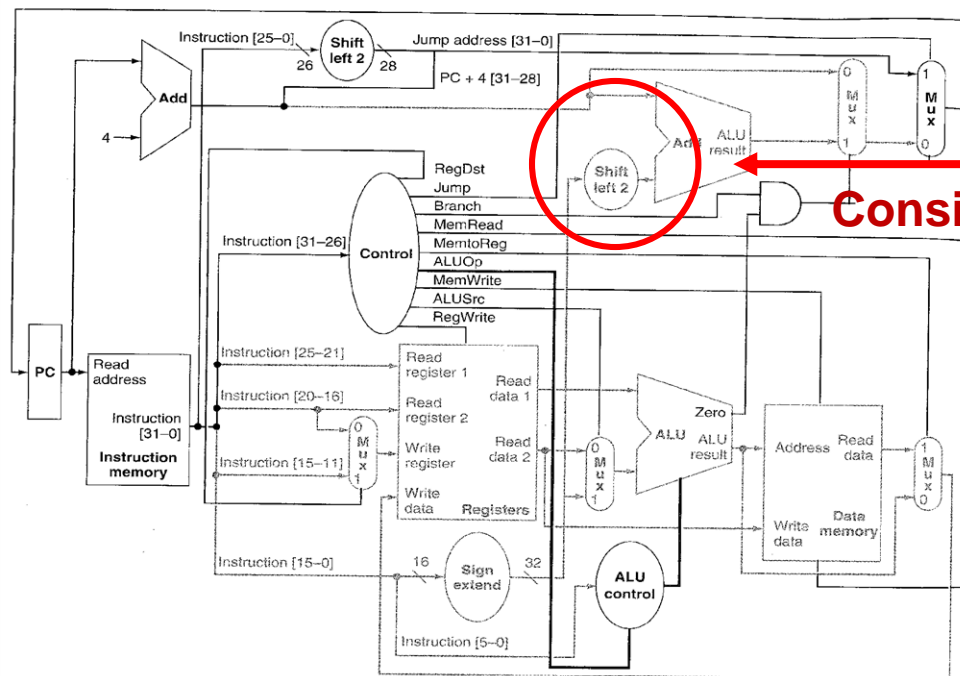 Instruction [25–0]
Shift
left 2
26
28
Jump address [31–0]
PC + 4 [31–28]
Add
4
0
M
u
x
1
1
M
u
x
0
Add
ALU
result
Shift
left 2
Consi
RegDst
Jump
Branch
MemRead
MemtoReg
ALUOp
MemWrite
ALUSrc
RegWrite
Instruction [31–26]
Control
PC
Read
address
Instruction
[31–0]
Instruction
memory
Instruction [25–21]
Instruction [20–16]
Instruction [15–11]
0
M
u
x
1
Read
register 1
Read
register 2
Write
register
Write
data
Read
data 1
Read
data 2
Registers
0
M
u
x
1
Zero
ALU
ALU
result
Address
Read
data
Write
data
Data
memory
1
M
u
x
0
Instruction [15–0]
16
Sign
extend
32
ALU
control
Instruction [5–0]